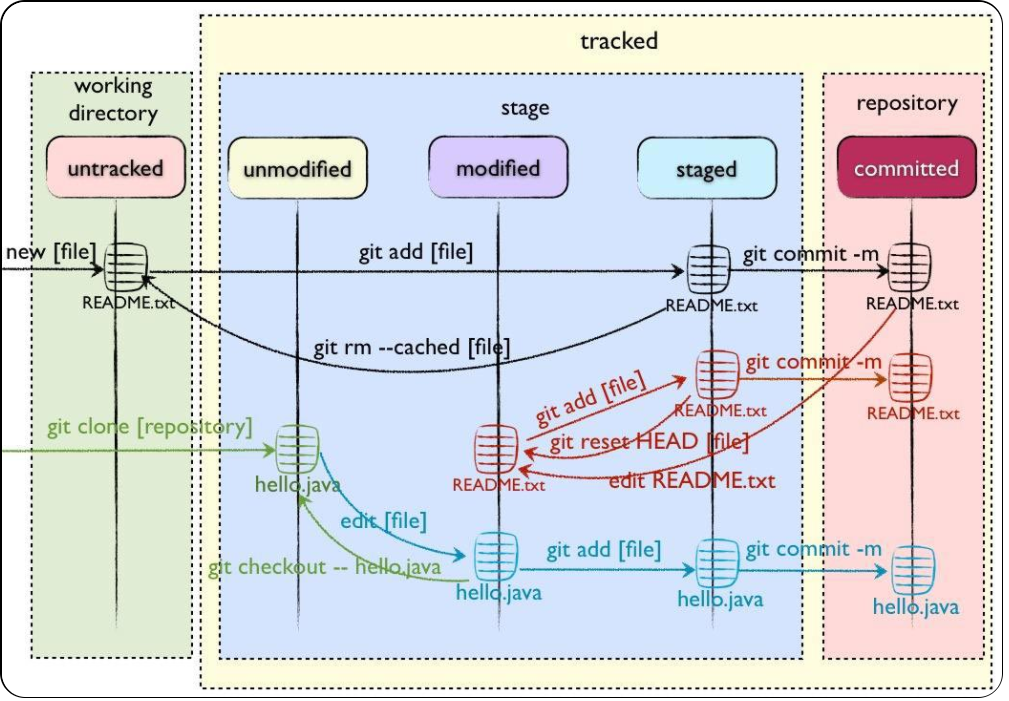 tracked
working
directory
stage
repository
untracked
unmodified
modified
staged
committed
new [file]
git add [file]
git commit -m
README.txt
README.txt
README.txt
git rm --cached [file]
git commit -m
git add [file]
README.txt
README.txt
git clone [repository]
git reset HEAD [file]
hello.java
README.txt
edit README.txt
edit [file]
git add [file]
git commit -m
git checkout -- hello.java
hello.java
hello.java
hello.java